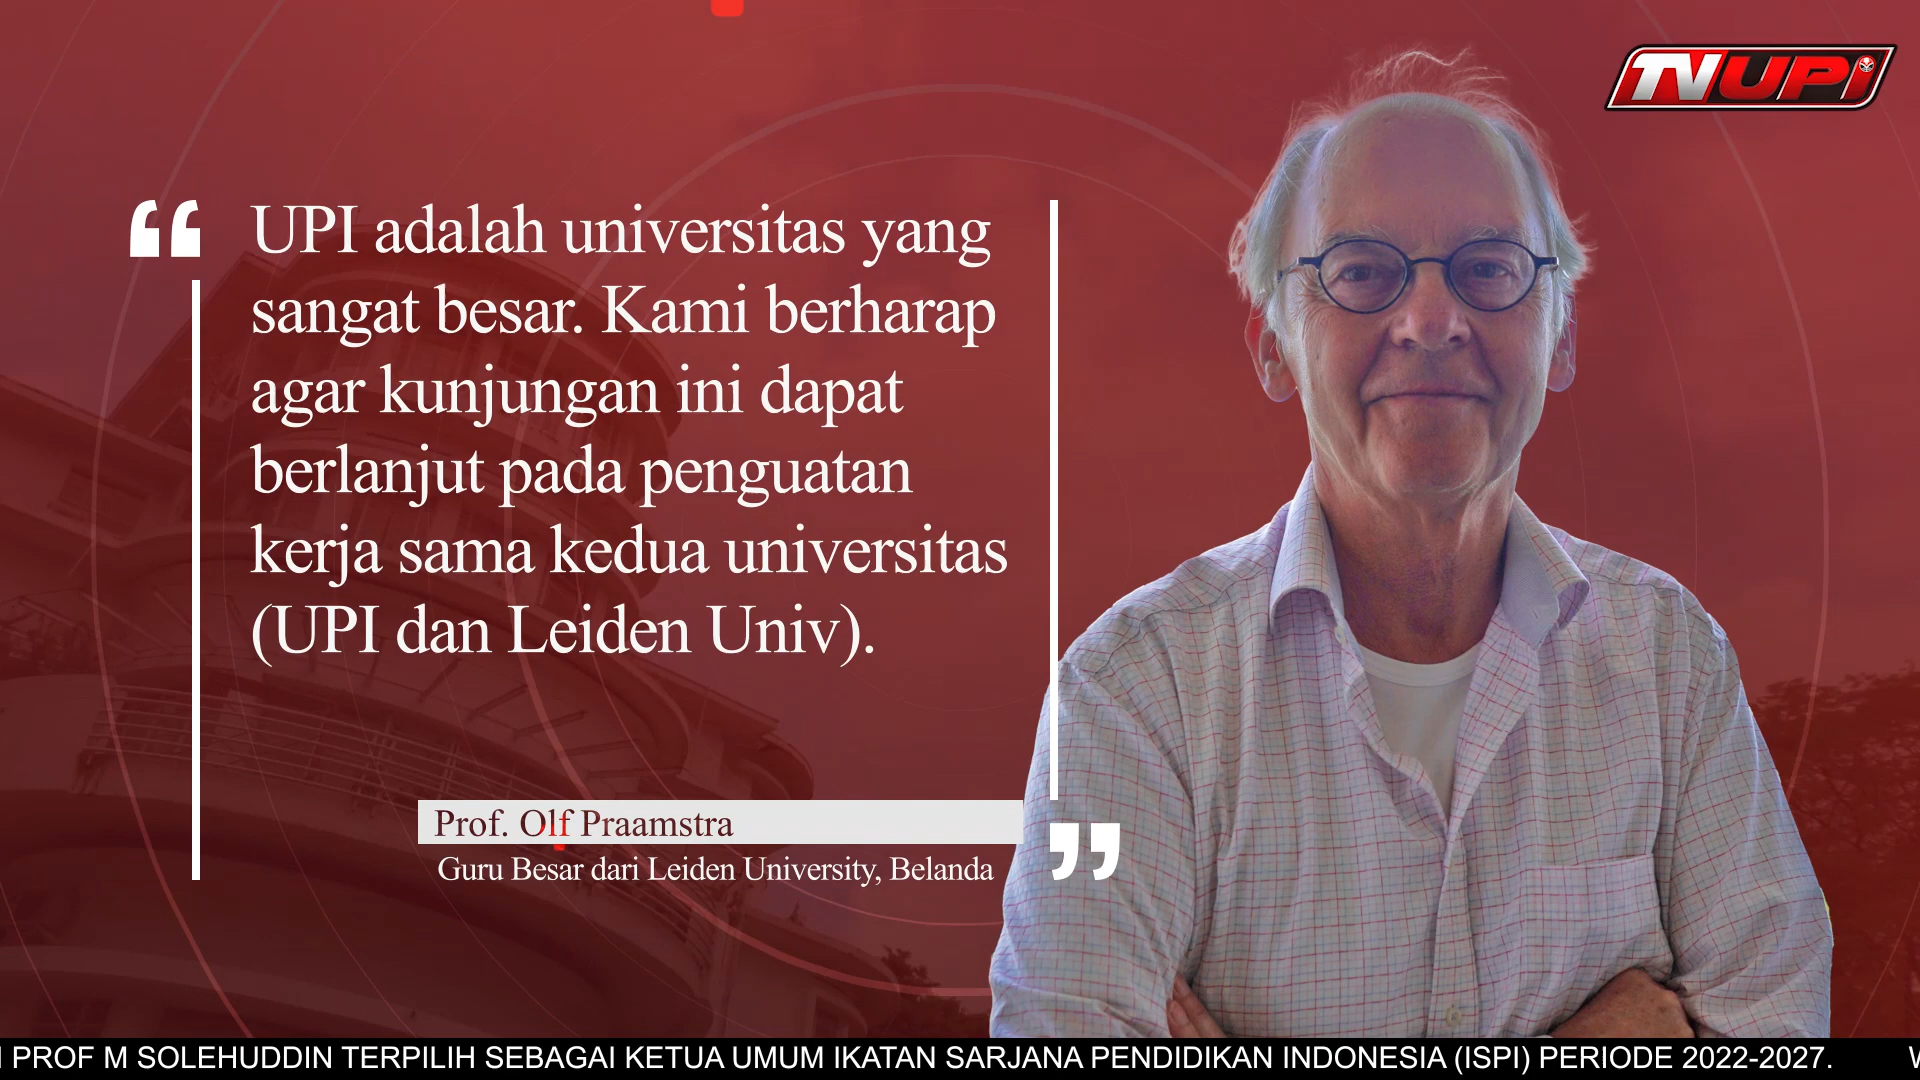 TVUPI
“ UPI adalah universitas yang
sangat besar. Kami berharap
agar kunjungan ini dapat
berlanjut pada penguatan
kerja sama kedua universitas
(UPI dan Leiden Univ).
Prof. Olf Praamstra
Guru Besar dari Leiden University, Belanda ”
PROF M SOLEHUDDIN TERPILIH SEBAGAI KETUA UMUM IKATAN SARJANA PENDIDIKAN INDONESIA (ISPI) PERIODE 2022-2027.